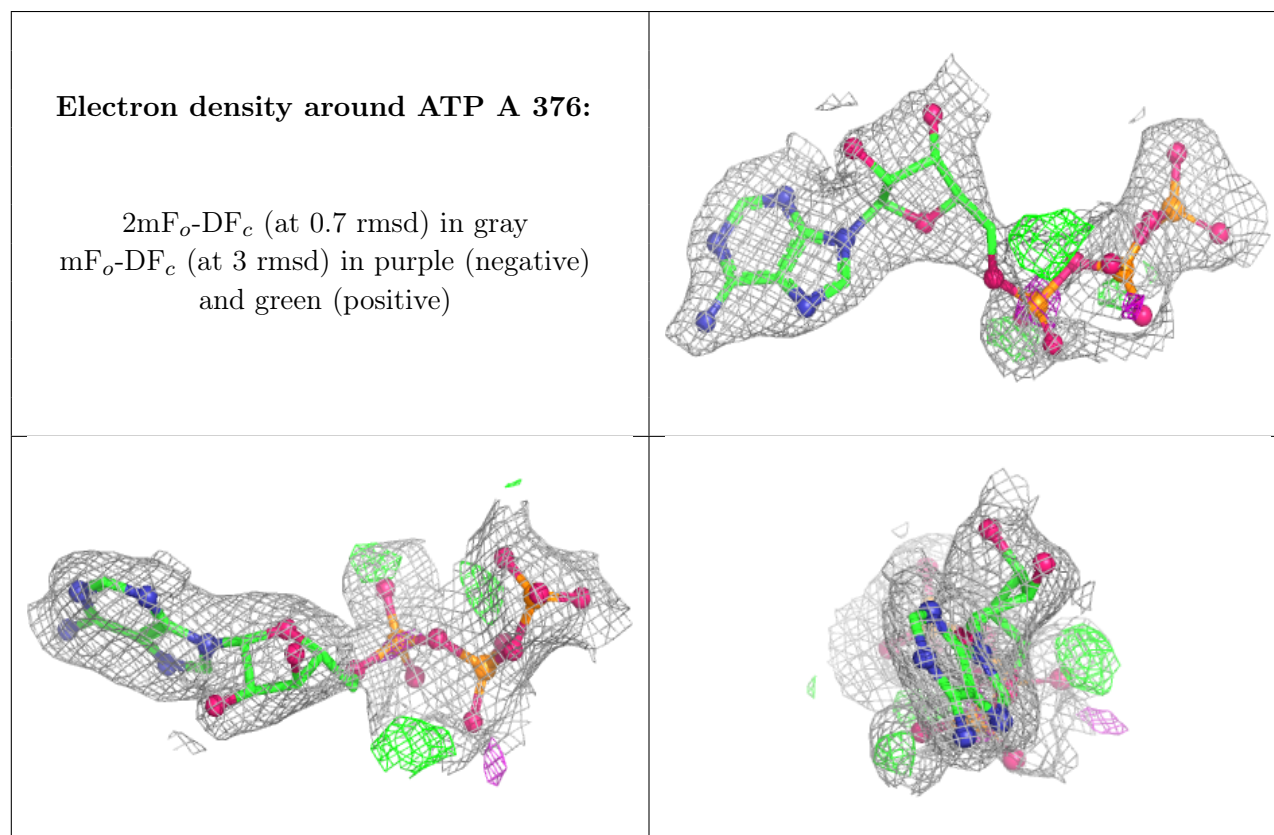 Electron density around ATP A 376:
2mFₒ-DF𝒸 (at 0.7 rmsd) in gray
mFₒ-DF𝒸 (at 3 rmsd) in purple (negative)
and green (positive)